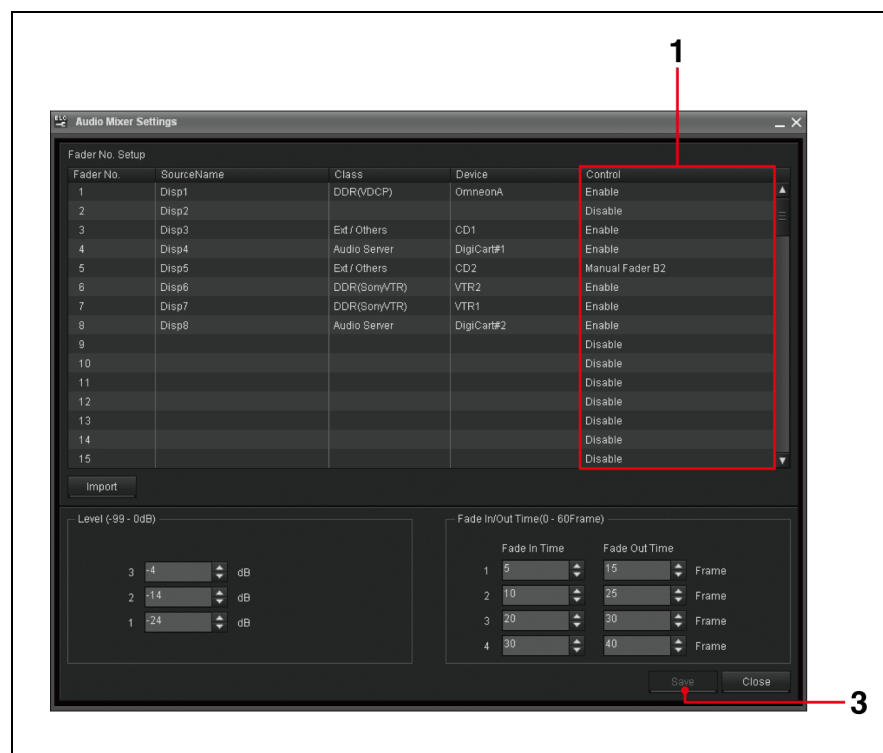 1
ELC
Audio Mixer Settings
Fader No. Setup
Fader No. SourceName Class Device Control
1 Disp1 DDR(VDCP) OmneonA Enable
2 Disp2 Disable
3 Disp3 Ext / Others CD1 Enable
4 Disp4 Audio Server DigiCart#1 Enable
5 Disp5 Ext / Others CD2 Manual Fader B2
6 Disp6 DDR(SonyVTR) VTR2 Enable
7 Disp7 DDR(SonyVTR) VTR1 Enable
8 Disp8 Audio Server DigiCart#2 Enable
9 Disable
10 Disable
11 Disable
12 Disable
13 Disable
14 Disable
15 Disable
Import
Level (-99 - 0dB) Fade In/Out Time(0 - 60Frame)
Fade In Time Fade Out Time
3 -4 dB 1 5 15 Frame
2 -14 dB 2 10 25 Frame
1 -24 dB 3 20 30 Frame
4 30 40 Frame
Save Close
3